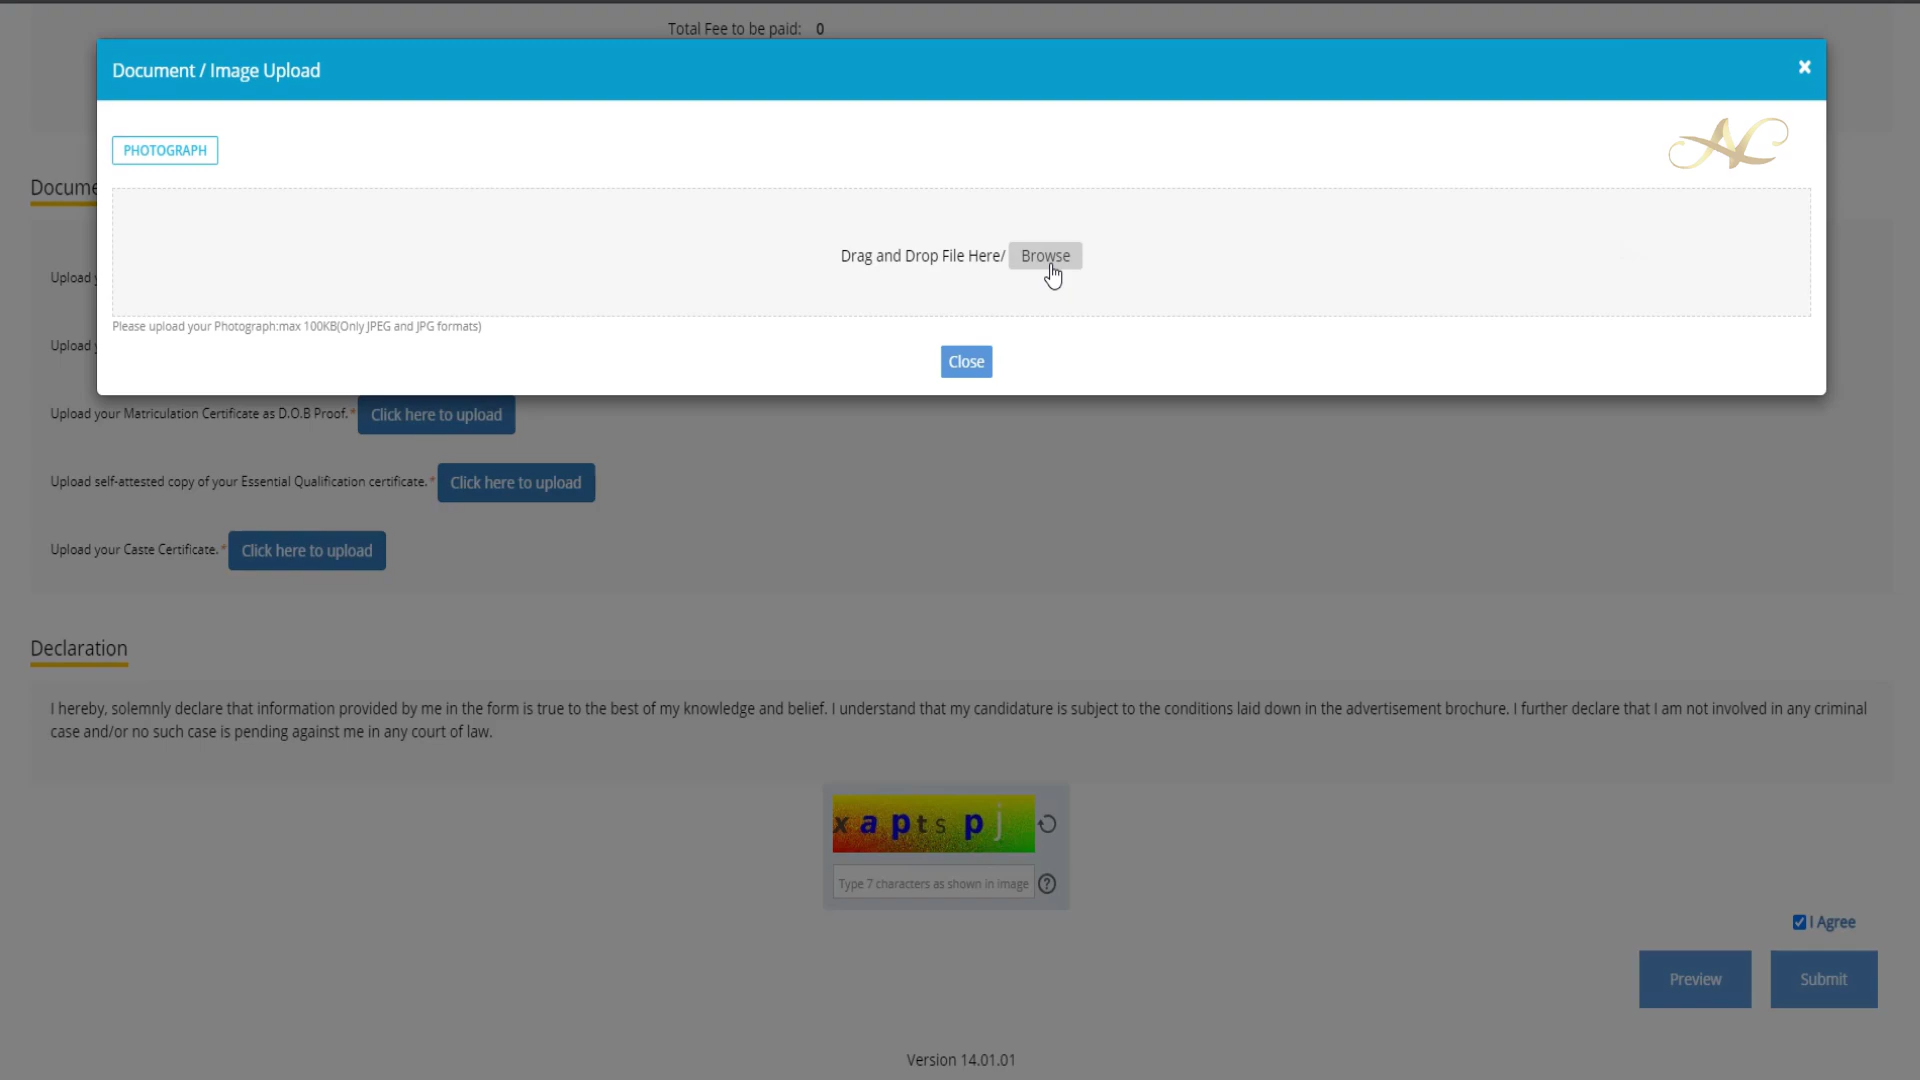 Total Fee to be paid: 0
Document / Image Upload
×
PHOTOGRAPH
AC
Docume
Drag and Drop File Here/ Browse
Upload y
Please upload your Photograph:max 100KB(Only JPEG and JPG formats)
Upload y
Close
Upload your Matriculation Certificate as D.O.B Proof.* Click here to upload
Upload self-attested copy of your Essential Qualification certificate.* Click here to upload
Upload your Caste Certificate.* Click here to upload
Declaration
I hereby, solemnly declare that information provided by me in the form is true to the best of my knowledge and belief. I understand that my candidature is subject to the conditions laid down in the advertisement brochure. I further declare that I am not involved in any criminal
case and/or no such case is pending against me in any court of law.
xaptspj
Type 7 characters as shown in image ?
I Agree
Preview Submit
Version 14.01.01